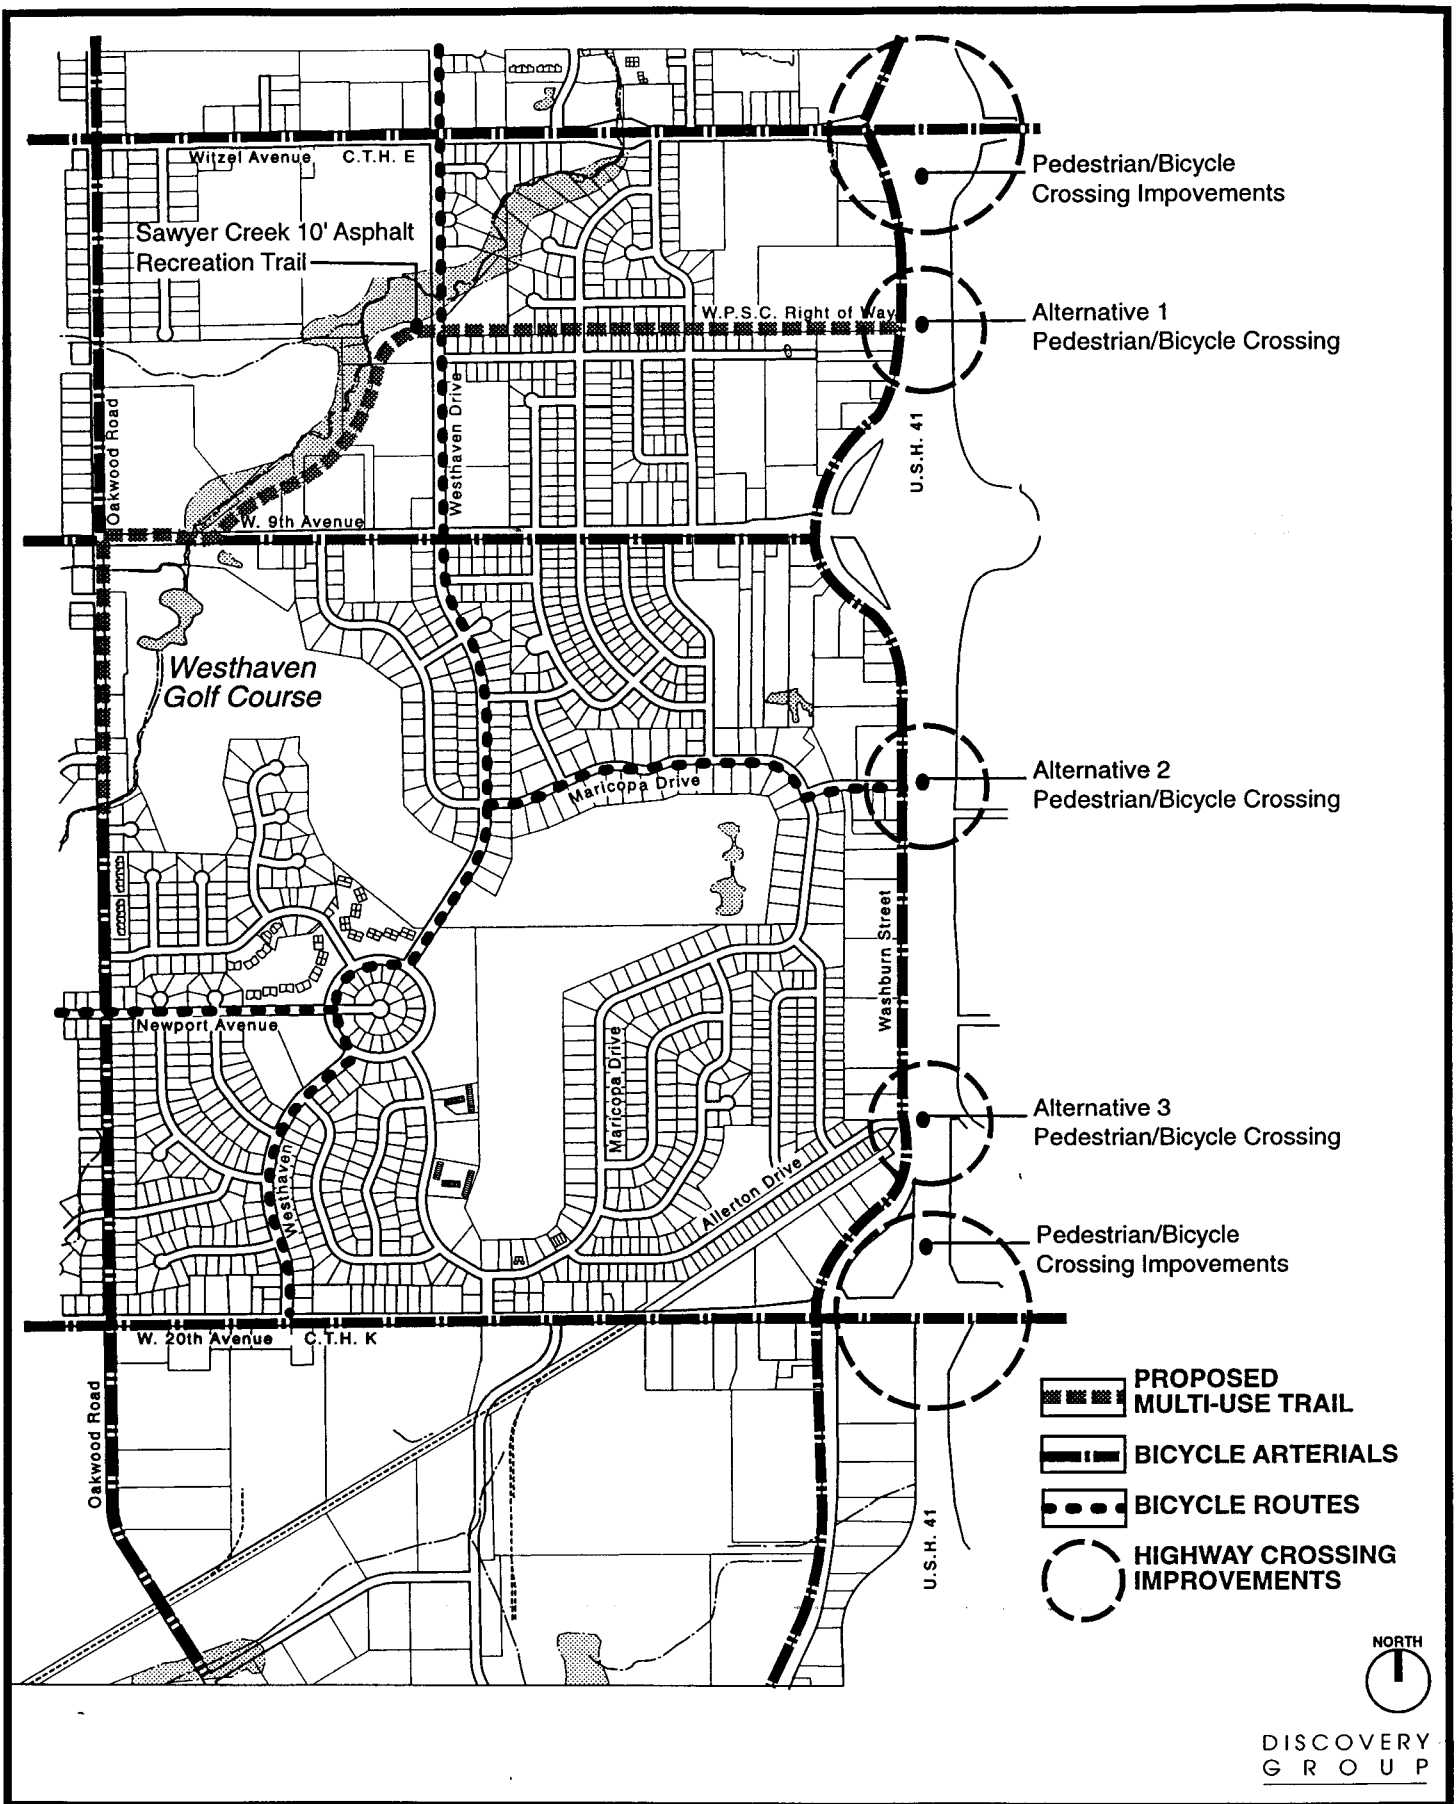 Witzel Avenue C.T.H. E
Pedestrian/Bicycle
Crossing Impovements
Sawyer Creek 10' Asphalt
Recreation Trail
W.P.S.C. Right of Way
Alternative 1
Pedestrian/Bicycle Crossing
Oakwood Road
Westhaven Drive
U.S.H. 41
W. 9th Avenue
Westhaven
Golf Course
Maricopa Drive
Alternative 2
Pedestrian/Bicycle Crossing
Washburn Street
Newport Avenue
Maricopa Drive
Alternative 3
Pedestrian/Bicycle Crossing
Westhaven
Allerton Drive
Pedestrian/Bicycle
Crossing Impovements
W. 20th Avenue C.T.H. K
Oakwood Road
U.S.H. 41
PROPOSED
MULTI-USE TRAIL
BICYCLE ARTERIALS
BICYCLE ROUTES
HIGHWAY CROSSING
IMPROVEMENTS
NORTH
DISCOVERY
GROUP